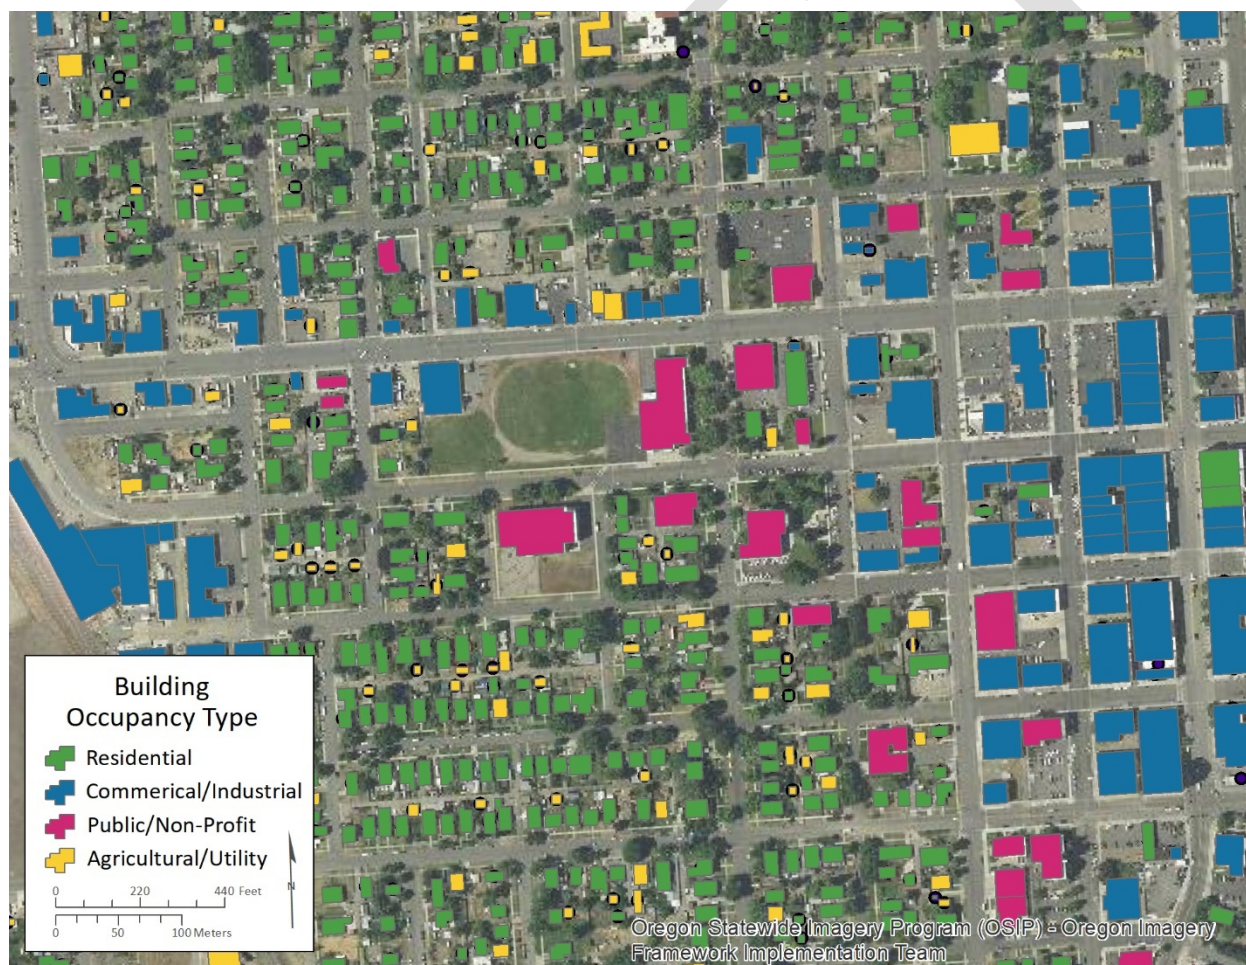 Building
Occupancy Type
Residential
Commerical/Industrial
Public/Non-Profit
Agricultural/Utility
0 220 440 Feet
N
0 50 100 Meters
Oregon Statewide Imagery Program (OSIP) - Oregon Imagery
Framework Implementation Team